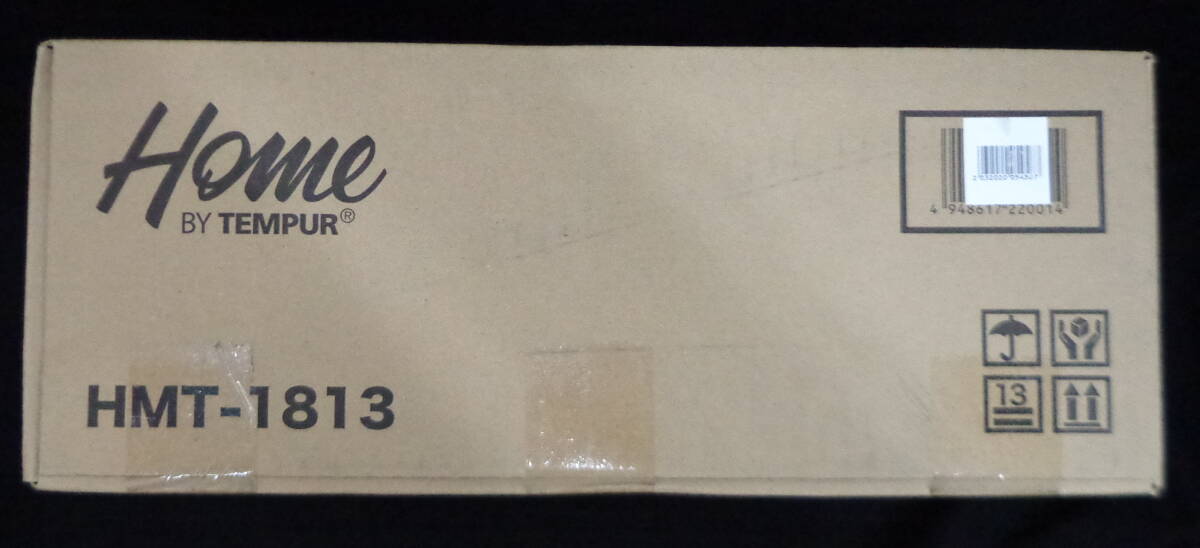 Home
BY TEMPUR®
4 948617 220014
HMT-1813
13